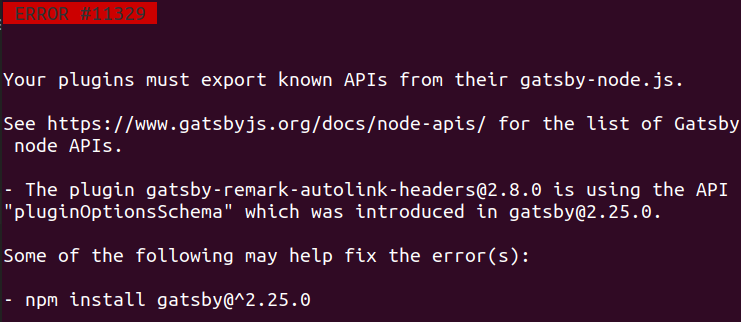 ERROR #11329
Your plugins must export known APIs from their gatsby-node.js.
See https://www.gatsbyjs.org/docs/node-apis/ for the list of Gatsby
node APIs.
- The plugin gatsby-remark-autolink-headers@2.8.0 is using the API
"pluginOptionsSchema" which was introduced in gatsby@2.25.0.
Some of the following may help fix the error(s):
- npm install gatsby@^2.25.0